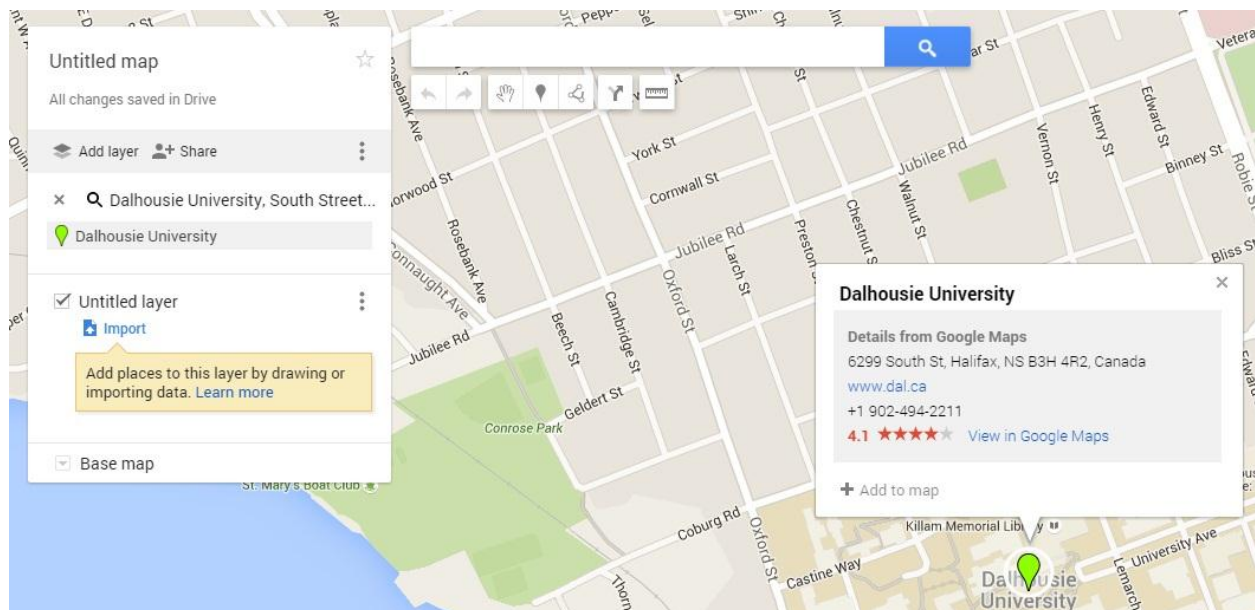 Untitled map
All changes saved in Drive
Add layer
Share
Dalhousie University, South Street...
Dalhousie University
Untitled layer
Import
Add places to this layer by drawing or
importing data. Learn more
Base map
Dalhousie University
Details from Google Maps
6299 South St, Halifax, NS B3H 4R2, Canada
www.dal.ca
+1 902-494-2211
4.1
View in Google Maps
Add to map
Rosebank Ave
York St
Cornwall St
Jubilee Rd
Vernon St
Henry St
Edward St
Binney St
Robie St
Norwood St
Rosebank Ave
Connaught Ave
Jubilee Rd
Oxford St
Larch St
Preston
Chestnut S
Walnut St
Bliss St
Beech St
Cambridge St
Jubilee Rd
Geldert St
Conrose Park
St. Mary's Boat Club
Coburg Rd
Oxford St
Killam Memorial Library
University Ave
Castine Way
Lemarch
Thorn
Dalhousie
University